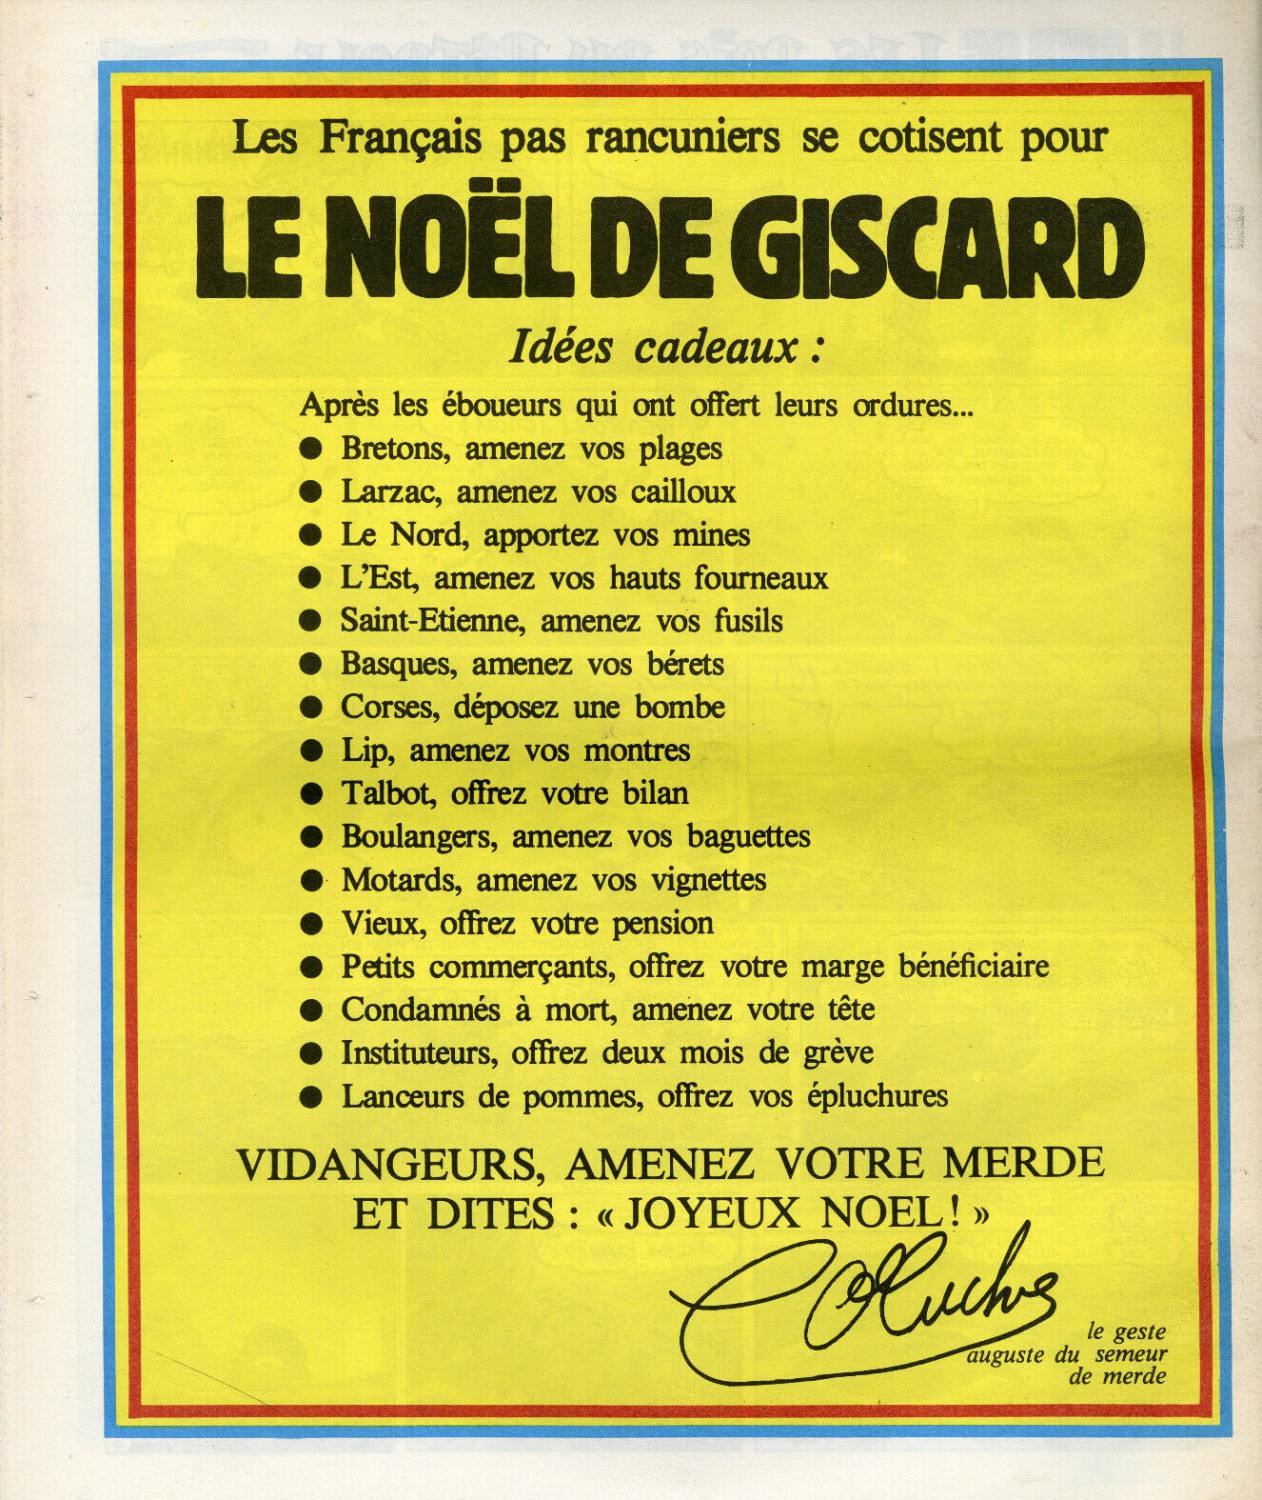 Les Français pas rancuniers se cotisent pour
LE NOËL DE GISCARD
Idées cadeaux :
Après les éboueurs qui ont offert leurs ordures...
● Bretons, amenez vos plages
● Larzac, amenez vos cailloux
● Le Nord, apportez vos mines
● L'Est, amenez vos hauts fourneaux
● Saint-Etienne, amenez vos fusils
● Basques, amenez vos bérets
● Corses, déposez une bombe
● Lip, amenez vos montres
● Talbot, offrez votre bilan
● Boulangers, amenez vos baguettes
● Motards, amenez vos vignettes
● Vieux, offrez votre pension
● Petits commerçants, offrez votre marge bénéficiaire
● Condamnés à mort, amenez votre tête
● Instituteurs, offrez deux mois de grève
● Lanceurs de pommes, offrez vos épluchures
VIDANGEURS, AMENEZ VOTRE MERDE
ET DITES : « JOYEUX NOEL ! »
Coluche
le geste
auguste du semeur
de merde